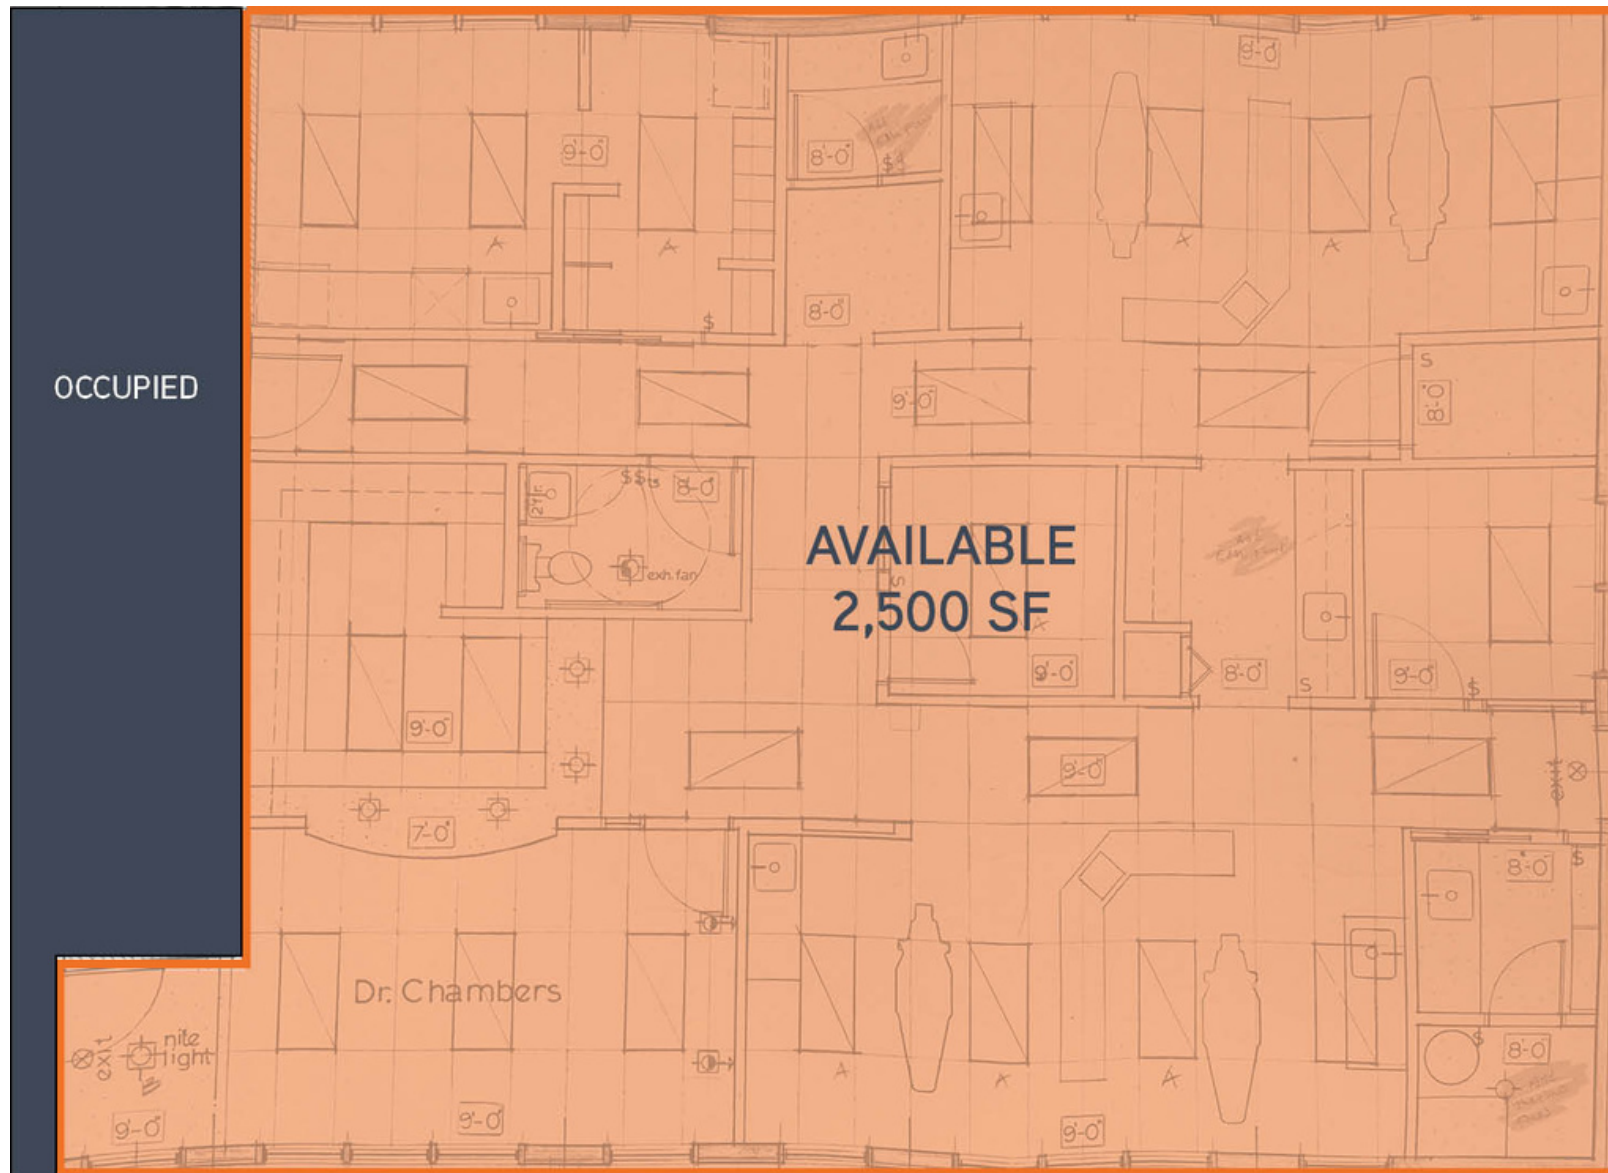 9'-0"
9'-0"
8'-0"
$$
A
A
A
A
8'-0"
$
OCCUPIED
S
9'-0"
8'-0"
$$
8'-0"
AVAILABLE
2,500 SF
exh. fan
S
A
9'-0"
8'-0"
S
9'-0"
$
9'-0"
9'-0"
exit
7'-0"
8'-0"
$
Dr. Chambers
nite
light
exit
$
8'-0"
A
A
A
9'-0"
9'-0"
9'-0"